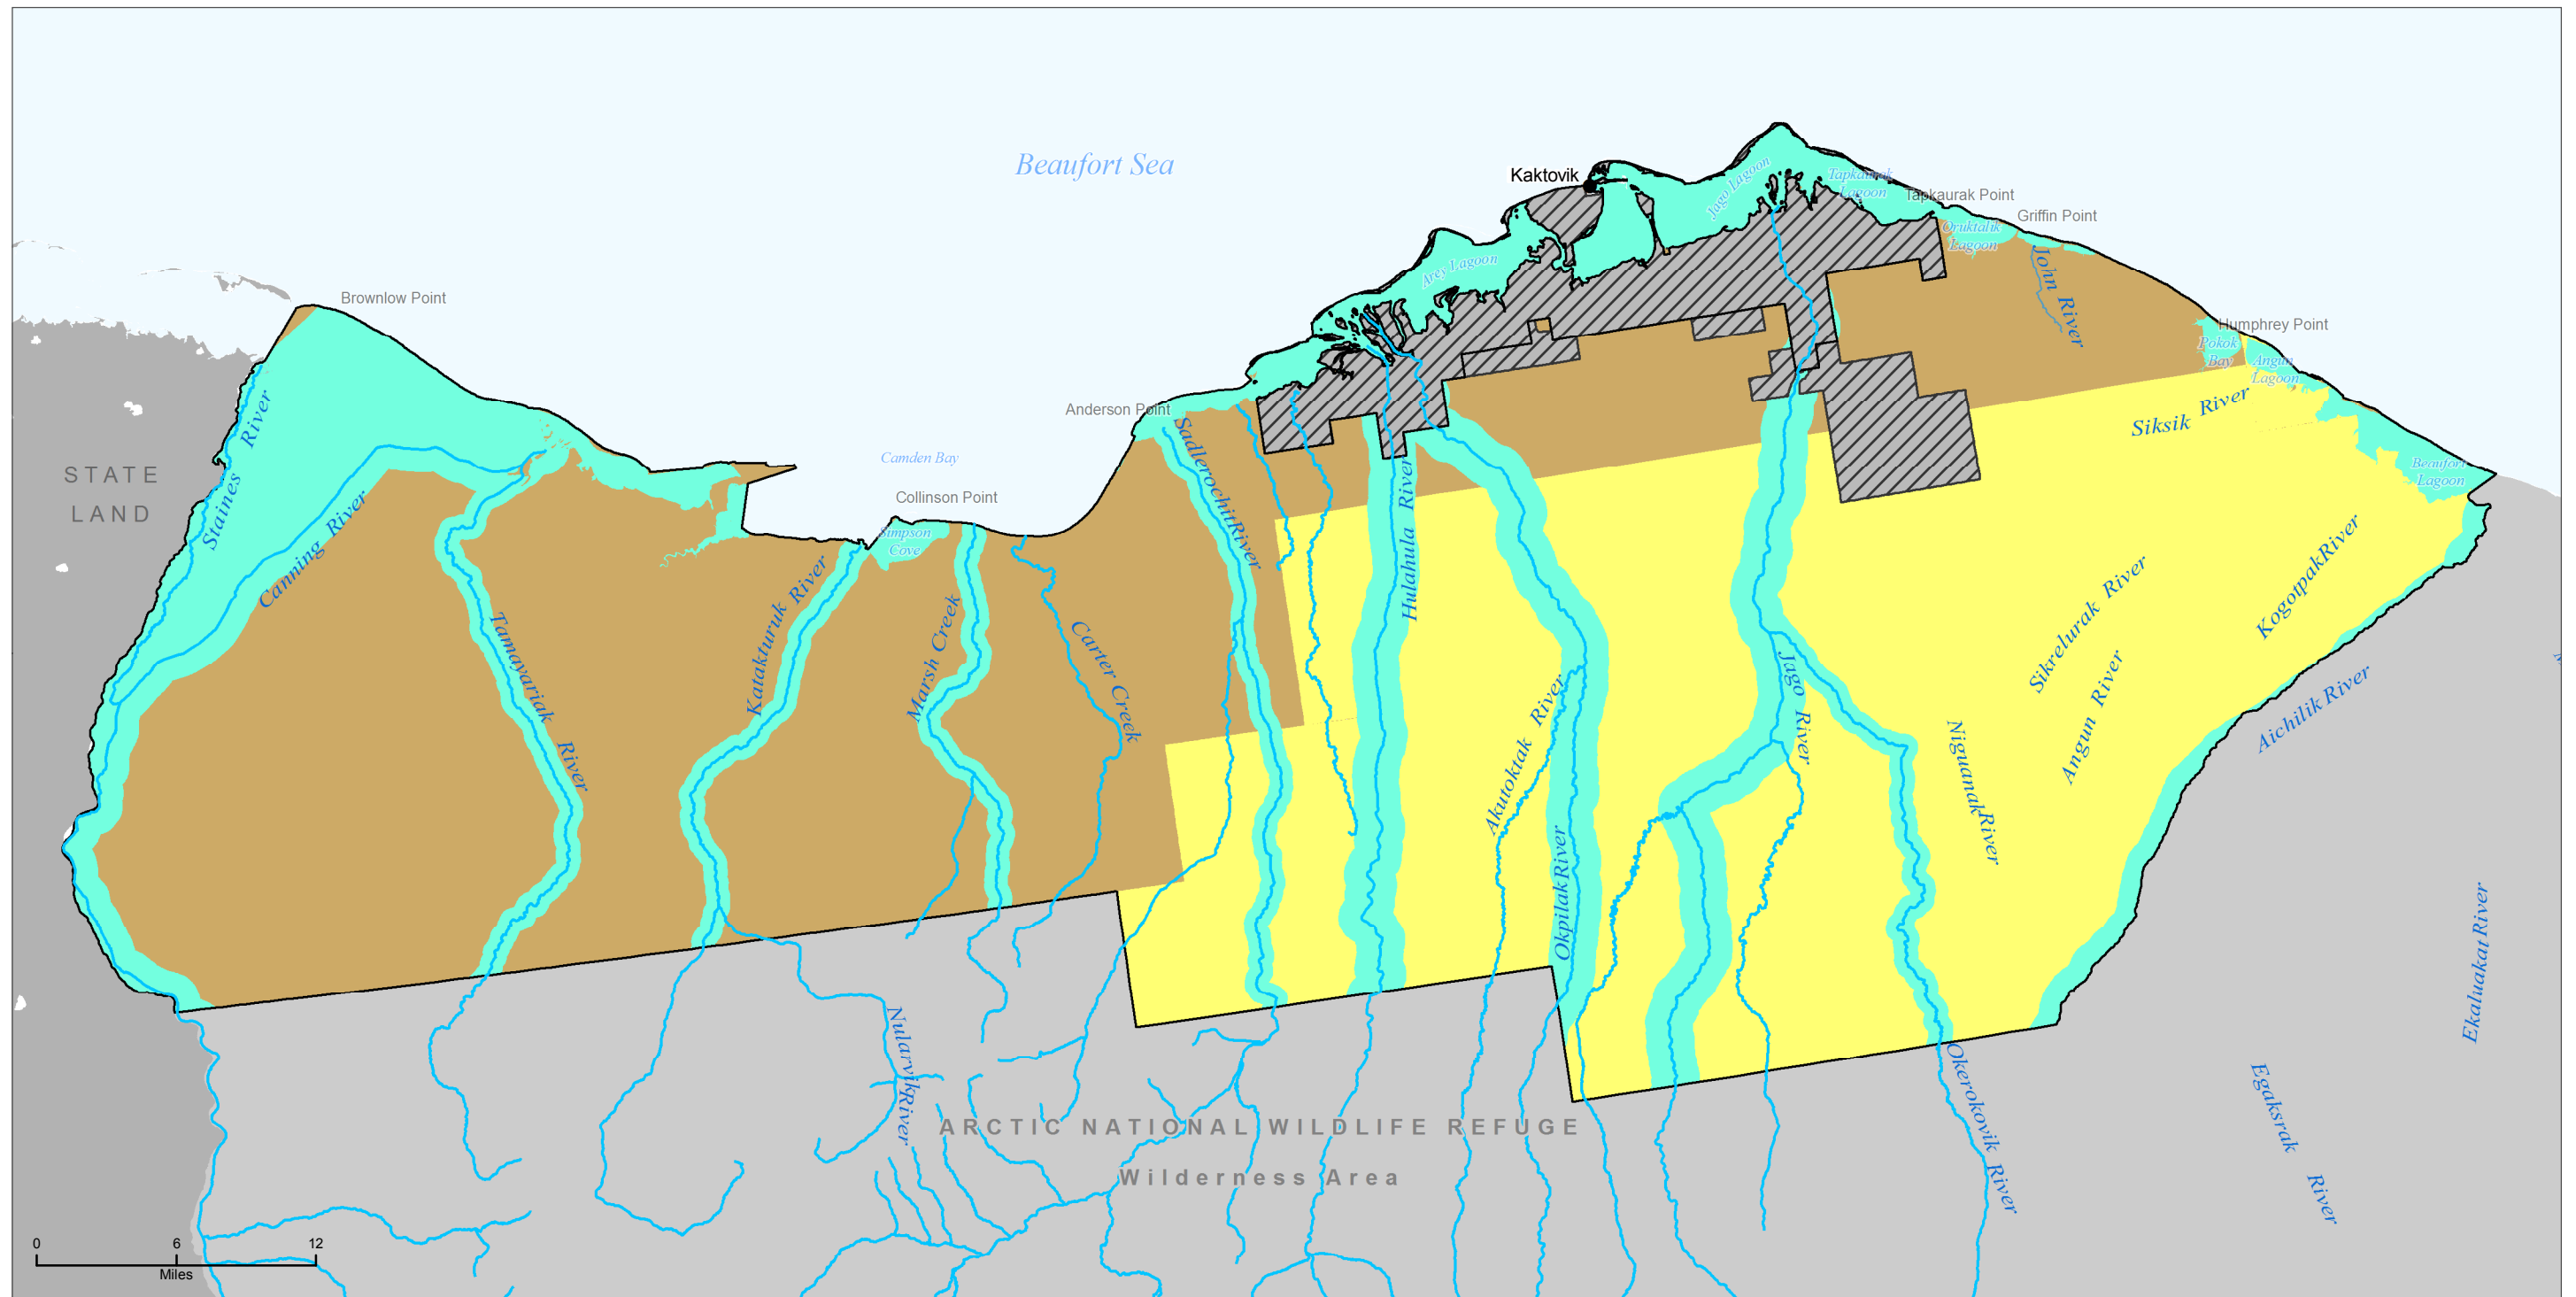 Beaufort Sea
Kaktovik
Jago Lagoon
Tapkaurak
Lagoon
Tapkaurak Point
Griffin Point
Oruktalik
Lagoon
Arey Lagoon
John River
Brownlow Point
Humphrey Point
Pokok
Bay
Angun
Lagoon
Anderson Point
Siksik River
Staines River
Camden Bay
Sadlerochit River
STATE
LAND
Collinson Point
Beaufort
Lagoon
Canning River
Simpson
Cove
Hulahula River
Katakturuk River
Marsh Creek
Carter Creek
Tamayariak River
Sikrelurak River
Kogotpak River
Jago River
Akutoktak River
Angun River
Aichilik River
Niguanak River
Okpilak River
Ekaluakat River
Nularvik River
Okerokovik River
Egaksrak River
ARCTIC NATIONAL WILDLIFE REFUGE
Wilderness Area
0 6 12
Miles